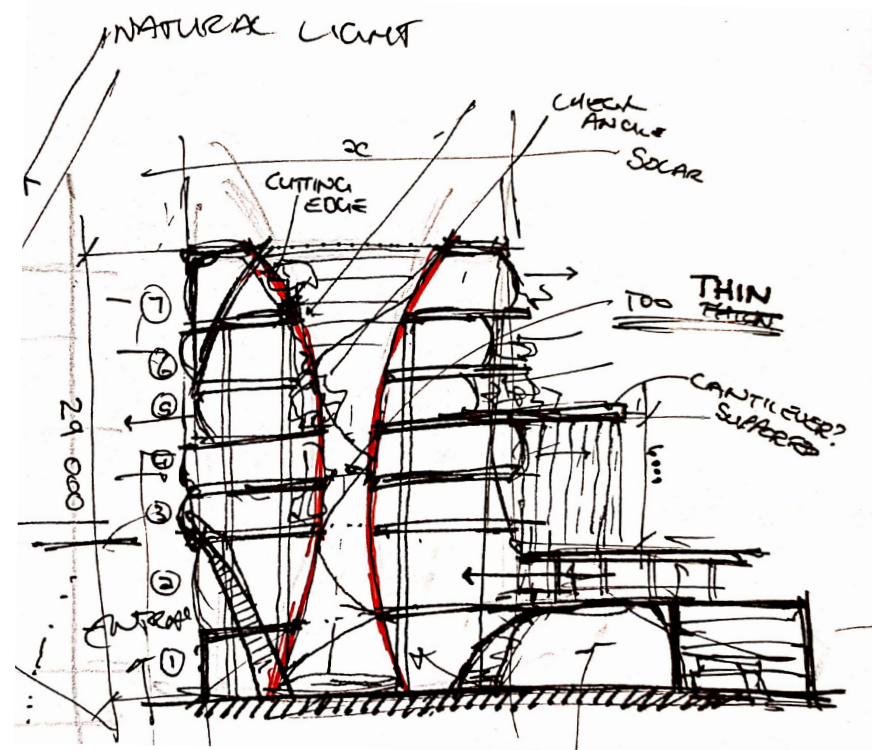 NATURAL LIGHT
CHECK
ANGLE
SOLAR
x
CUTTING
EDGE
TOO THIN
CANTILEVER?
SUPPORTED
7
6
5
4
3
2
1
29 000
6000